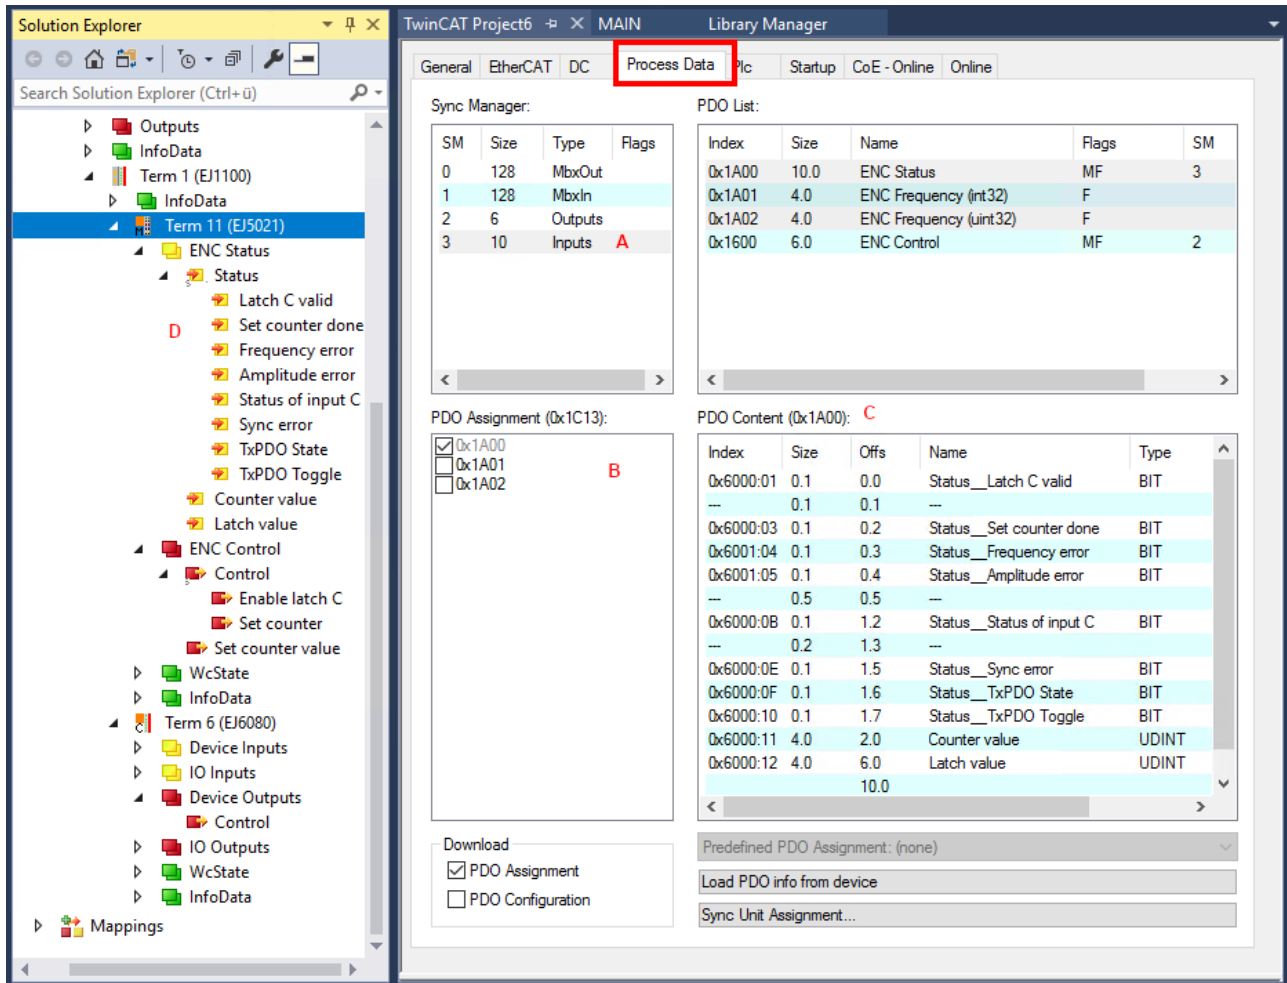 Solution Explorer
Search Solution Explorer (Ctrl+ü)
Outputs
InfoData
Term 1 (EJ1100)
InfoData
Term 11 (EJ5021)
ENC Status
Status
Latch C valid
Set counter done
D
Frequency error
Amplitude error
Status of input C
Sync error
TxPDO State
TxPDO Toggle
Counter value
Latch value
ENC Control
Control
Enable latch C
Set counter
Set counter value
WcState
InfoData
Term 6 (EJ6080)
Device Inputs
IO Inputs
Device Outputs
Control
IO Outputs
WcState
InfoData
Mappings
TwinCAT Project6 MAIN Library Manager
General EtherCAT DC Process Data Plc Startup CoE - Online Online
Sync Manager:
SM Size Type Flags
0 128 MbxOut
1 128 MbxIn
2 6 Outputs
3 10 Inputs A
PDO List:
Index Size Name Flags SM
0x1A00 10.0 ENC Status MF 3
0x1A01 4.0 ENC Frequency (int32) F
0x1A02 4.0 ENC Frequency (uint32) F
0x1600 6.0 ENC Control MF 2
PDO Assignment (0x1C13):
0x1A00
0x1A01
0x1A02
B
PDO Content (0x1A00): C
Index Size Offs Name Type
0x6000:01 0.1 0.0 Status__Latch C valid BIT
--- 0.1 0.1 ---
0x6000:03 0.1 0.2 Status__Set counter done BIT
0x6001:04 0.1 0.3 Status__Frequency error BIT
0x6001:05 0.1 0.4 Status__Amplitude error BIT
--- 0.5 0.5 ---
0x6000:0B 0.1 1.2 Status__Status of input C BIT
--- 0.2 1.3 ---
0x6000:0E 0.1 1.5 Status__Sync error BIT
0x6000:0F 0.1 1.6 Status__TxPDO State BIT
0x6000:10 0.1 1.7 Status__TxPDO Toggle BIT
0x6000:11 4.0 2.0 Counter value UDINT
0x6000:12 4.0 6.0 Latch value UDINT
10.0
Download
PDO Assignment
PDO Configuration
Predefined PDO Assignment: (none)
Load PDO info from device
Sync Unit Assignment...